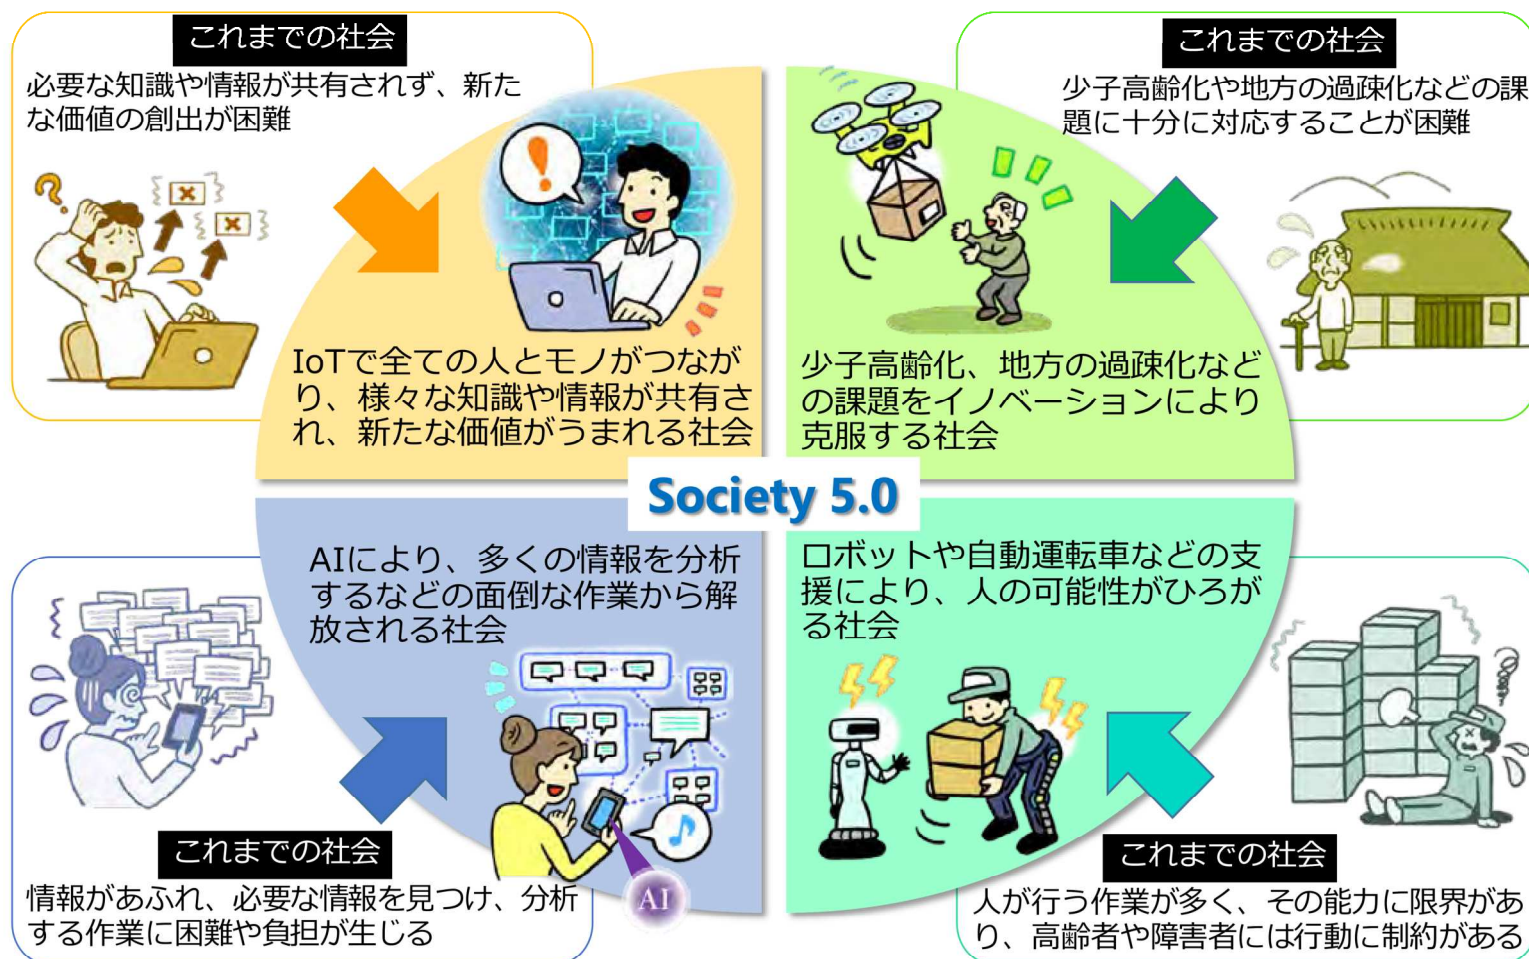 これまでの社会
必要な知識や情報が共有されず、新た
な価値の創出が困難
IoTで全ての人とモノがつなが
り、様々な知識や情報が共有さ
れ、新たな価値がうまれる社会
これまでの社会
少子高齢化や地方の過疎化などの課
題に十分に対応することが困難
少子高齢化、地方の過疎化など
の課題をイノベーションにより
克服する社会
Society 5.0
AIにより、多くの情報を分析
するなどの面倒な作業から解
放される社会
AI
これまでの社会
情報があふれ、必要な情報を見つけ、分析
する作業に困難や負担が生じる
ロボットや自動運転車などの支
援により、人の可能性がひろが
る社会
これまでの社会
人が行う作業が多く、その能力に限界があ
り、高齢者や障害者には行動に制約がある